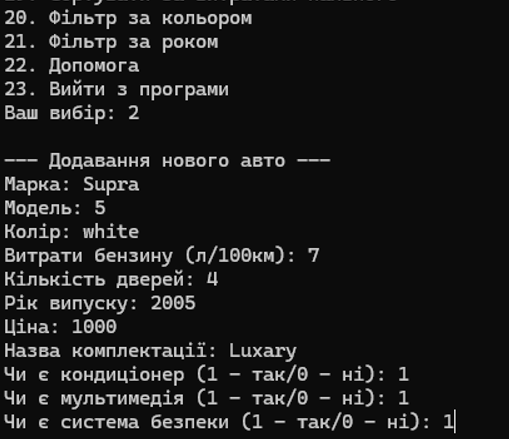 20. Фільтр за кольором
21. Фільтр за роком
22. Допомога
23. Вийти з програми
Ваш вибір: 2
--- Додавання нового авто ---
Марка: Supra
Модель: 5
Колір: white
Витрати бензину (л/100км): 7
Кількість дверей: 4
Рік випуску: 2005
Ціна: 1000
Назва комплектації: Luxary
Чи є кондиціонер (1 - так/0 - ні): 1
Чи є мультимедія (1 - так/0 - ні): 1
Чи є система безпеки (1 - так/0 - ні): 1